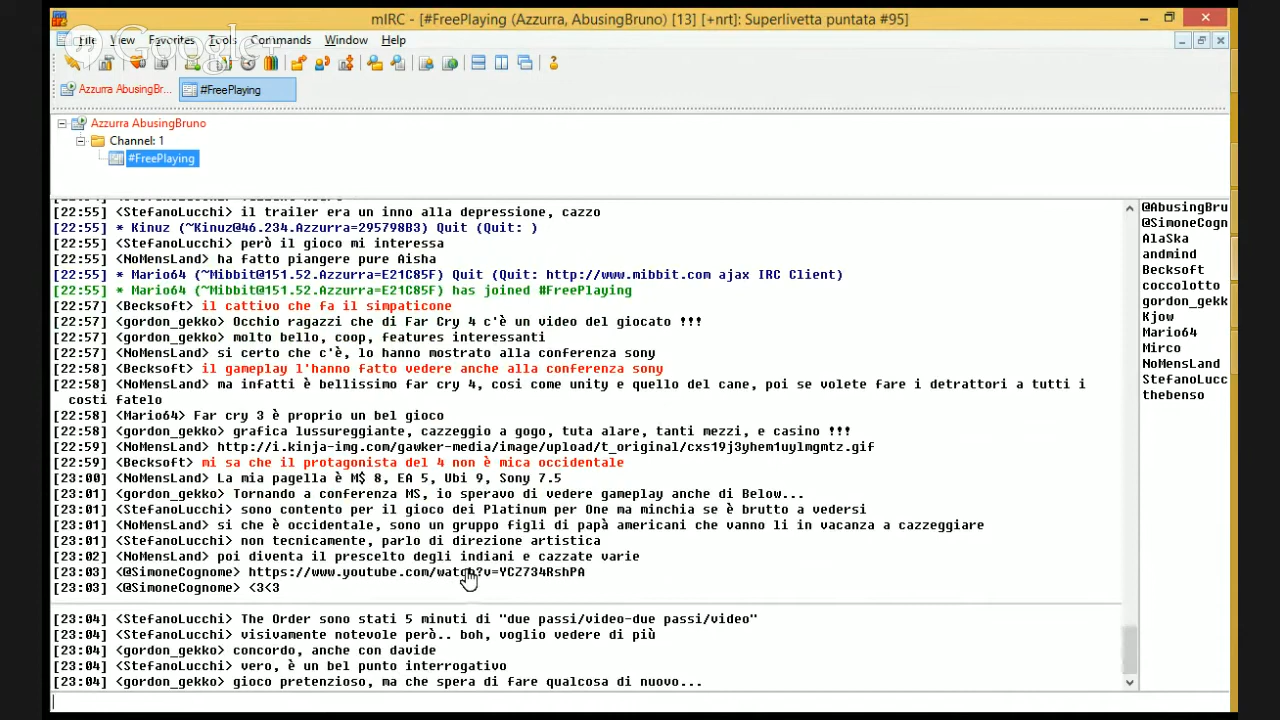 mIRC - [#FreePlaying (Azzurra, AbusingBruno) [13] [+nrt]: Superlivetta puntata #95]
Google+
File View Favorites Tools Commands Window Help
Azzurra AbusingBr... #FreePlaying
Azzurra AbusingBruno
Channel: 1
#FreePlaying
[22:55] <StefanoLucchi> il trailer era un inno alla depressione, cazzo
[22:55] * Kinuz (~Kinuz@46.234.Azzurra=295798B3) Quit (Quit: )
[22:55] <StefanoLucchi> però il gioco mi interessa
[22:55] <NoMensLand> ha fatto piangere pure Aisha
[22:55] * Mario64 (~Mibbit@151.52.Azzurra=E21C85F) Quit (Quit: http://www.mibbit.com ajax IRC Client)
[22:55] * Mario64 (~Mibbit@151.52.Azzurra=E21C85F) has joined #FreePlaying
[22:57] <Becksoft> il cattivo che fa il simpaticone
[22:57] <gordon_gekko> Occhio ragazzi che di Far Cry 4 c'è un video del giocato !!!
[22:57] <gordon_gekko> molto bello, coop, features interessanti
[22:57] <NoMensLand> si certo che c'è, lo hanno mostrato alla conferenza sony
[22:58] <Becksoft> il gameplay l'hanno fatto vedere anche alla conferenza sony
[22:58] <NoMensLand> ma infatti è bellissimo far cry 4, cosi come unity e quello del cane, poi se volete fare i detrattori a tutti i
costi fatelo
[22:58] <Mario64> Far cry 3 è proprio un bel gioco
[22:58] <gordon_gekko> grafica lussureggiante, cazzeggio a gogo, tuta alare, tanti mezzi, e casino !!!
[22:59] <NoMensLand> http://i.kinja-img.com/gawker-media/image/upload/t_original/cxs19j3yhem1uylmgmtz.gif
[22:59] <Becksoft> mi sa che il protagonista del 4 non è mica occidentale
[23:00] <NoMensLand> La mia pagella è M$ 8, EA 5, Ubi 9, Sony 7.5
[23:01] <gordon_gekko> Tornando a conferenza MS, io speravo di vedere gameplay anche di Below...
[23:01] <StefanoLucchi> sono contento per il gioco dei Platinum per One ma minchia se è brutto a vedersi
[23:01] <NoMensLand> si che è occidentale, sono un gruppo figli di papà americani che vanno li in vacanza a cazzeggiare
[23:01] <StefanoLucchi> non tecnicamente, parlo di direzione artistica
[23:02] <NoMensLand> poi diventa il prescelto degli indiani e cazzate varie
[23:03] <@SimoneCognome> https://www.youtube.com/watch?v=YCZ734RshPA
[23:03] <@SimoneCognome> <3<3
[23:04] <StefanoLucchi> The Order sono stati 5 minuti di "due passi/video-due passi/video"
[23:04] <StefanoLucchi> visivamente notevole però.. boh, voglio vedere di più
[23:04] <gordon_gekko> concordo, anche con davide
[23:04] <StefanoLucchi> vero, è un bel punto interrogativo
[23:04] <gordon_gekko> gioco pretenzioso, ma che spera di fare qualcosa di nuovo...
@AbusingBru
@SimoneCogn
AlaSka
andmind
Becksoft
coccolotto
gordon_gekk
Kjow
Mario64
Mirco
NoMensLand
StefanoLucc
thebenso